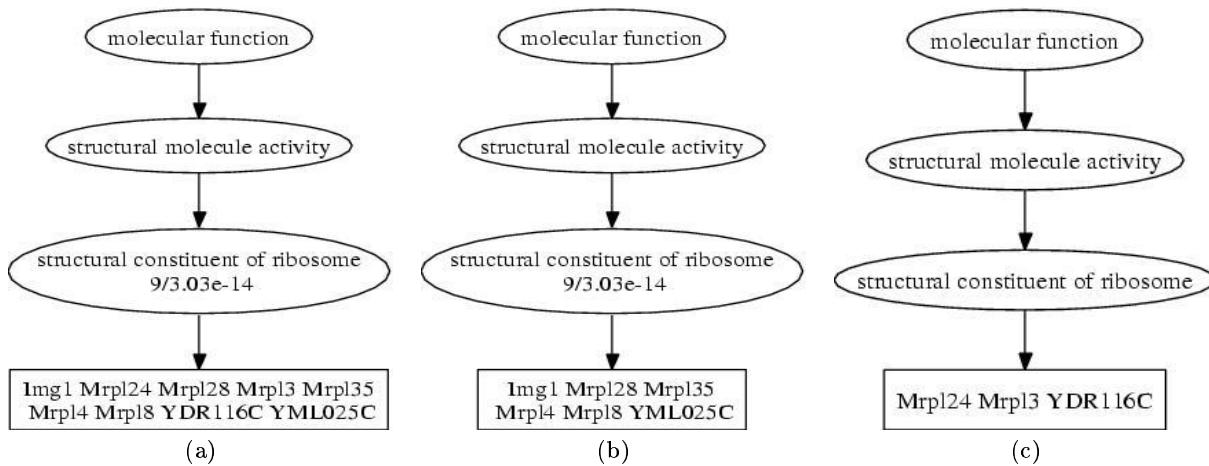 molecular function
structural molecule activity
structural constituent of ribosome
9/3.03e-14
Img1 Mrpl24 Mrpl28 Mrpl3 Mrpl35
Mrpl4 Mrpl8 YDR116C YML025C
(a)
molecular function
structural molecule activity
structural constituent of ribosome
9/3.03e-14
Img1 Mrpl28 Mrpl35
Mrpl4 Mrpl8 YML025C
(b)
molecular function
structural molecule activity
structural constituent of ribosome
Mrpl24 Mrpl3 YDR116C
(c)